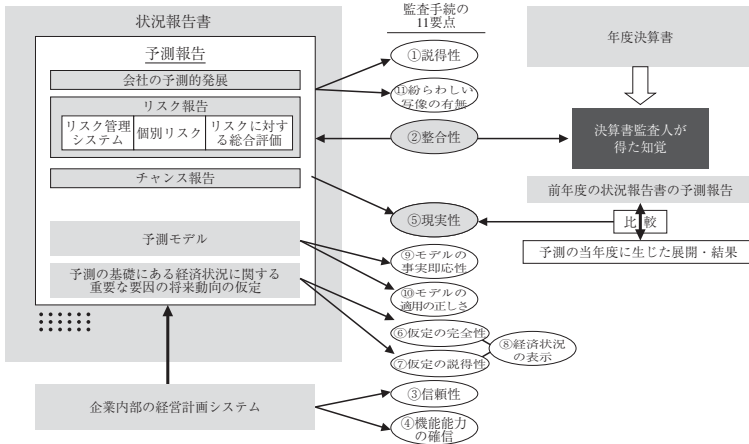 状況報告書
予測報告
会社の予測的発展
リスク報告
リスク管理
システム
個別リスク
リスクに対す
る総合評価
チャンス報告
予測モデル
予測の基礎にある経済状況に関する
重要な要因の将来動向の仮定
企業内部の経営計画システム
監査手続の
11要点
①説得性
⑪紛らわしい
写像の有無
②整合性
⑤現実性
⑨モデルの
事実即応性
⑩モデルの
適用の正しさ
⑥仮定の完全性
⑦仮定の説得性
⑧経済状況
の表示
③信頼性
④機能能力
の確信
年度決算書
決算書監査人が
得た知覚
前年度の状況報告書の予測報告
比較
予測の当年度に生じた展開・結果